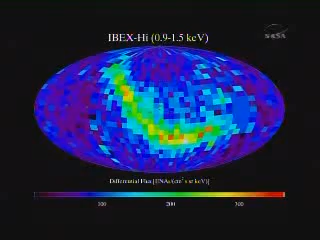 IBEX-Hi (0.9-1.5 keV)
NASA
Differential Flux [ENAs/(cm² s sr keV)]
100 200 300